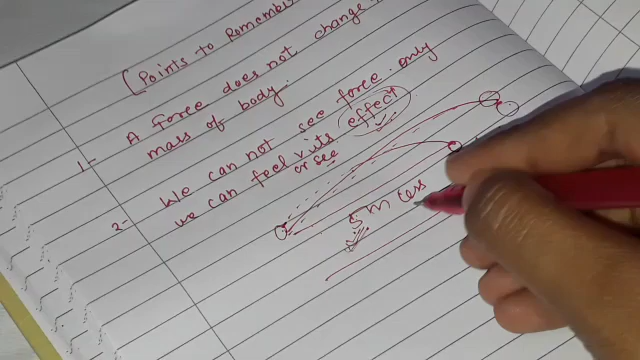 (Points to Remember
1- A force does not change
mass of body.
2- We can not see force. only
we can feel its effect
or see
5 m